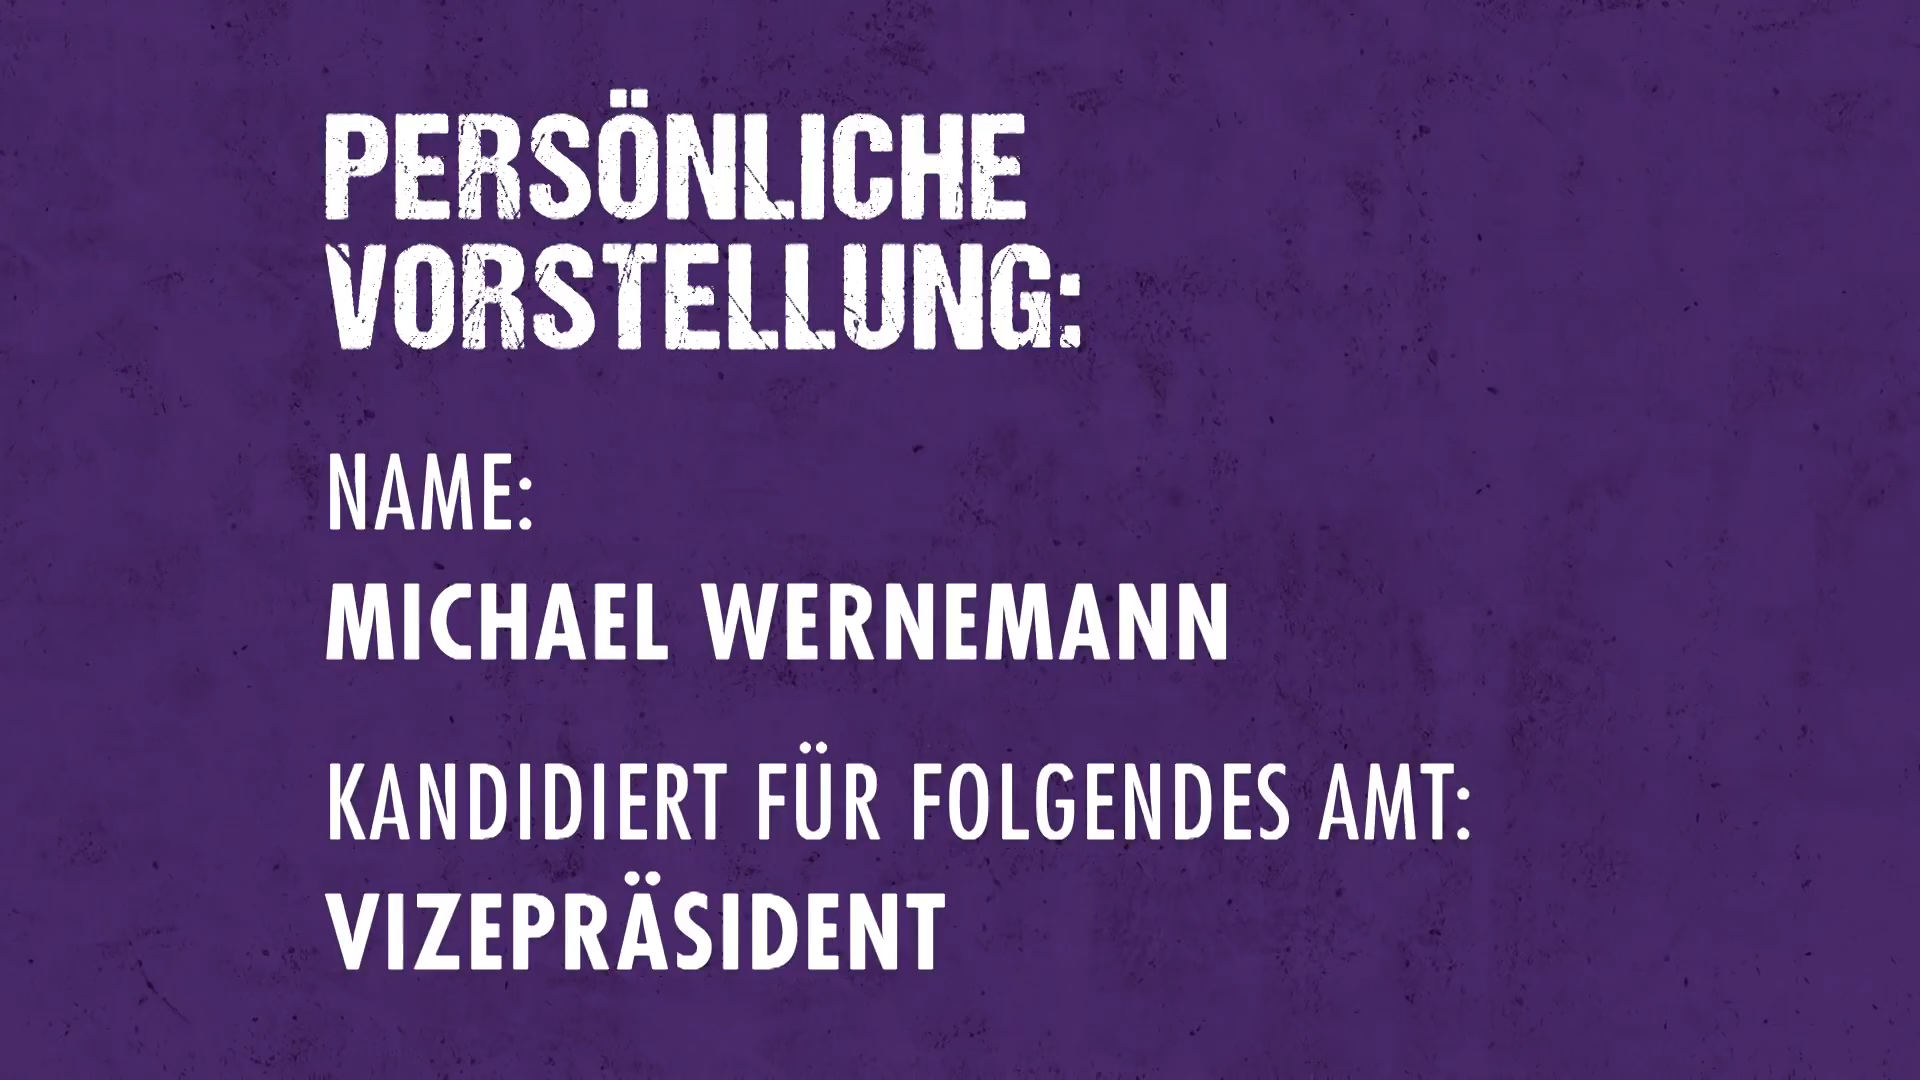 PERSÖNLICHE
VORSTELLUNG:
NAME:
MICHAEL WERNEMANN
KANDIDIERT FÜR FOLGENDES AMT:
VIZEPRÄSIDENT